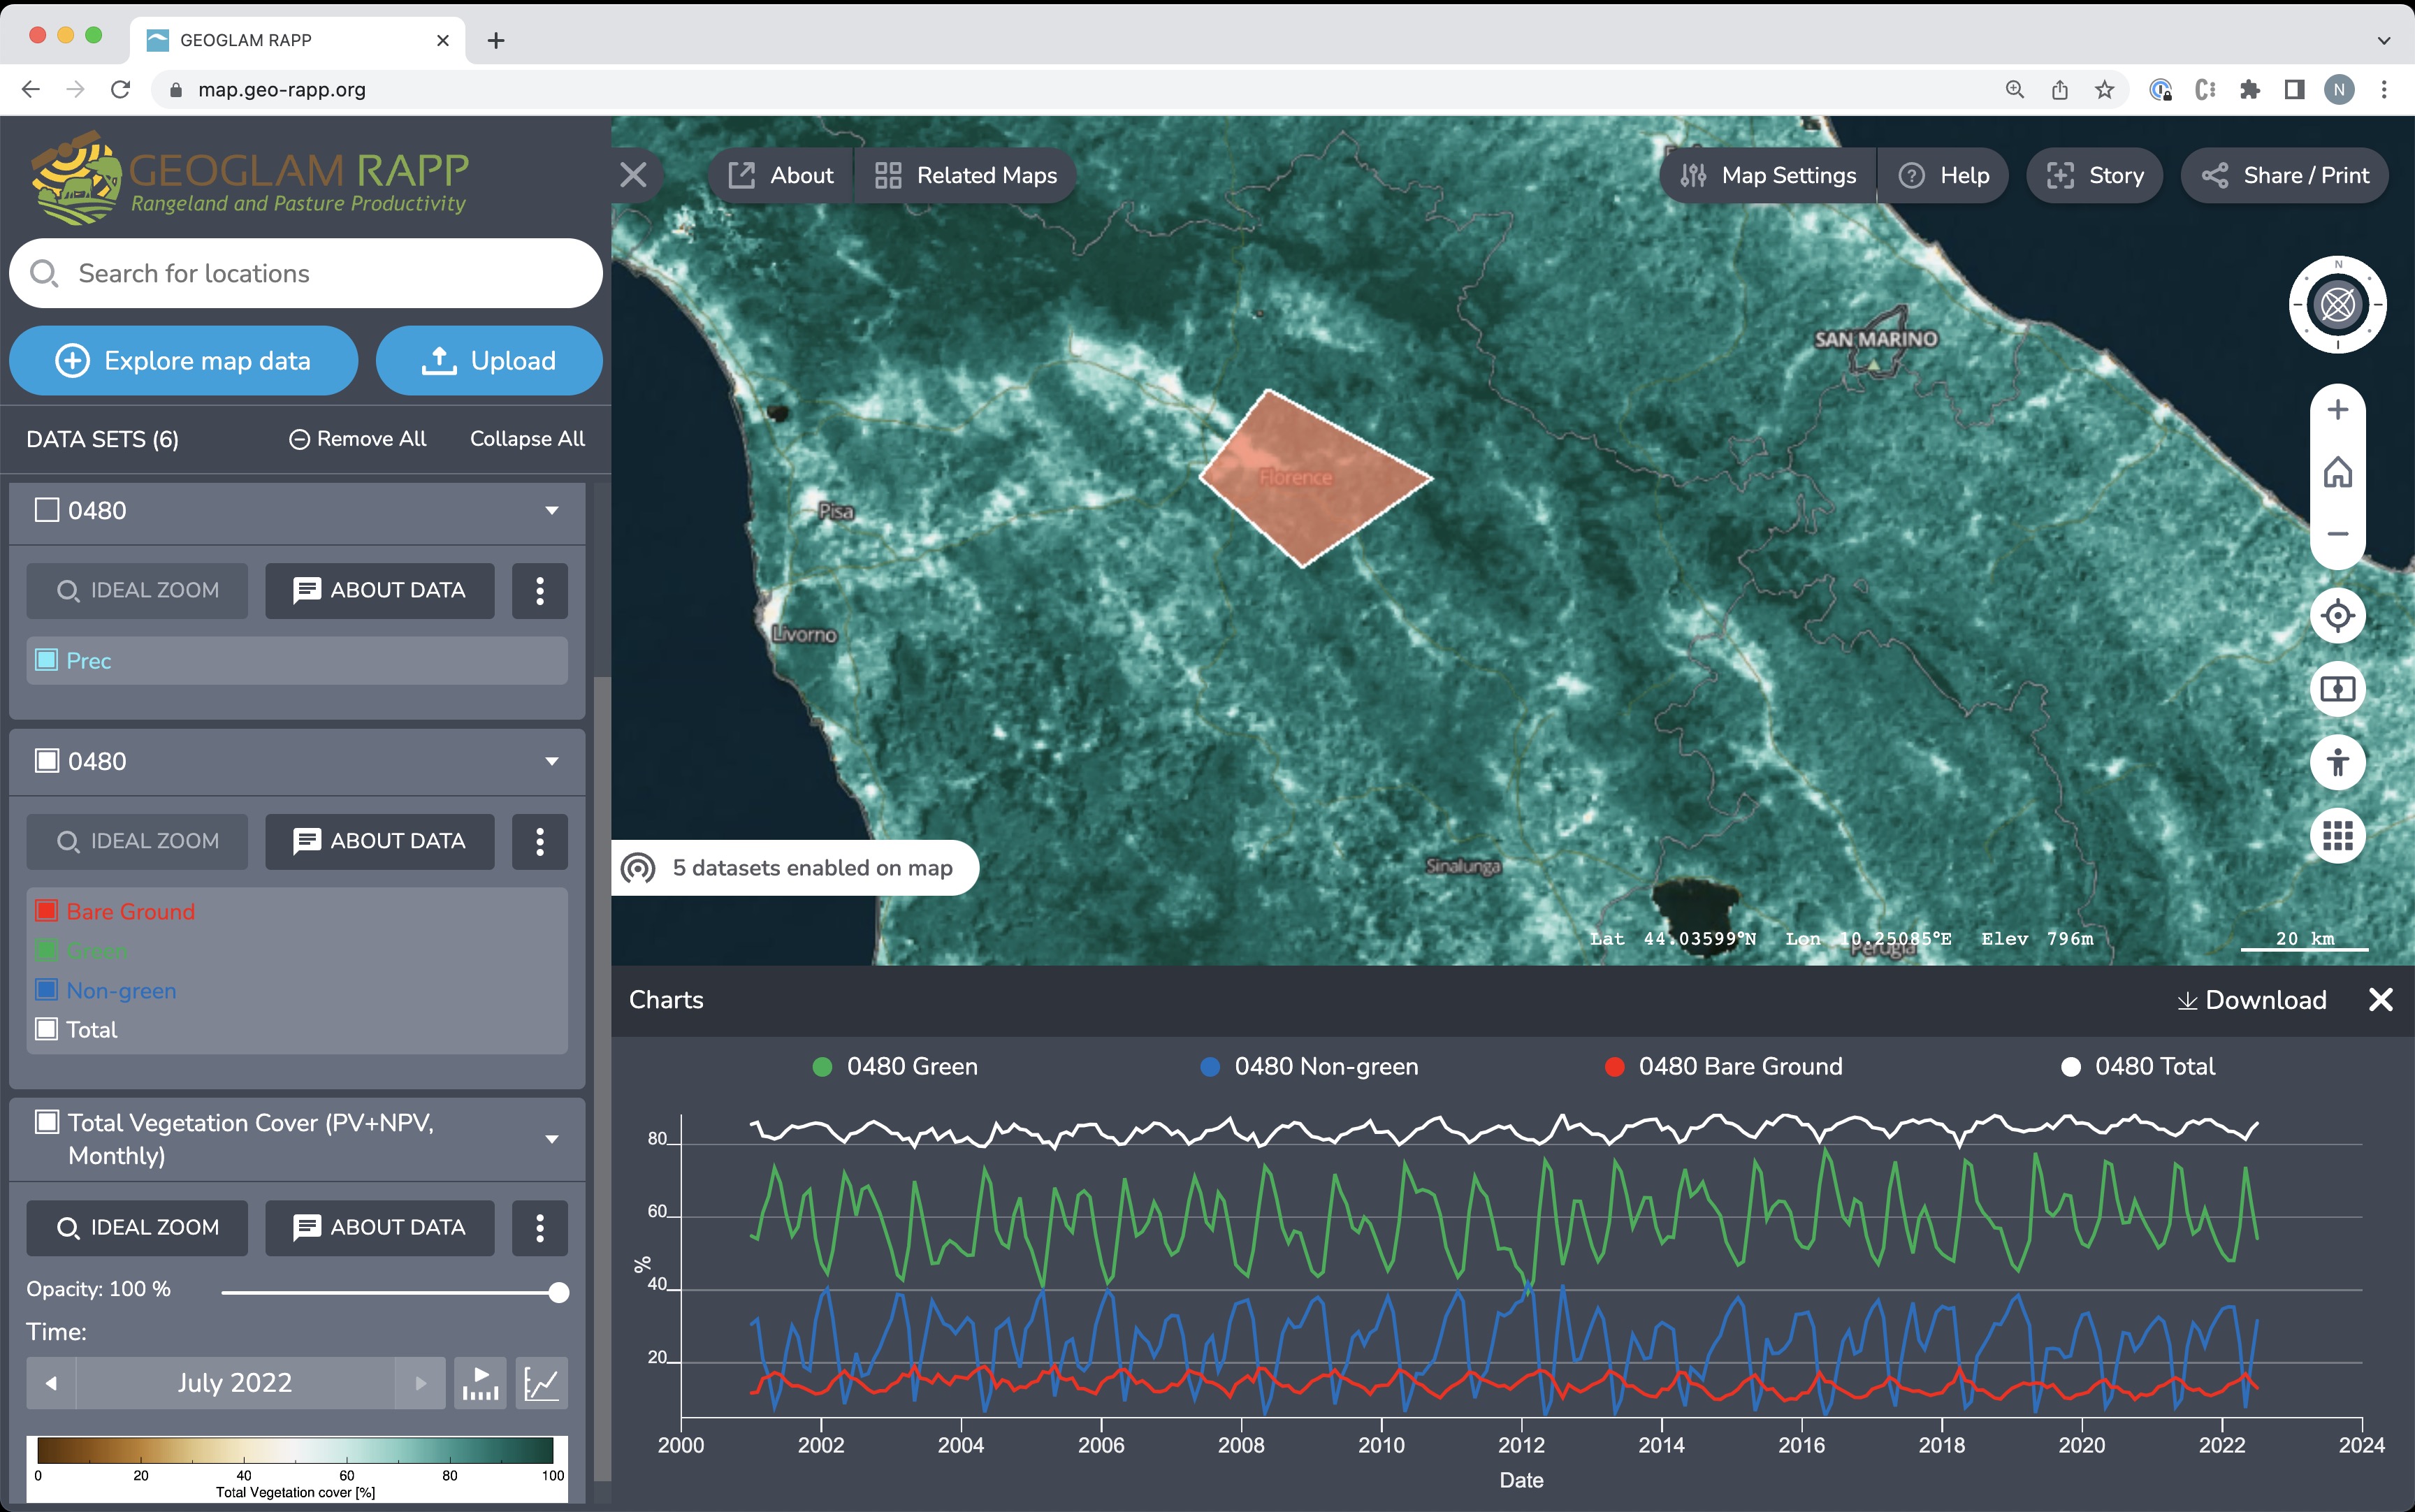 GEOGLAM RAPP
map.geo-rapp.org
N
GEOGLAM RAPP
Rangeland and Pasture Productivity
Search for locations
Explore map data
Upload
DATA SETS (6)
Remove All
Collapse All
0480
IDEAL ZOOM
ABOUT DATA
Prec
0480
IDEAL ZOOM
ABOUT DATA
Bare Ground
Green
Non-green
Total
Total Vegetation Cover (PV+NPV,
Monthly)
IDEAL ZOOM
ABOUT DATA
Opacity: 100 %
Time:
July 2022
0 20 40 60 80 100
Total Vegetation cover [%]
About
Related Maps
Map Settings
Help
Story
Share / Print
N
SAN MARINO
Florence
Pisa
Livorno
Sinalunga
Perugia
5 datasets enabled on map
Lat 44.03599°N Lon 10.25085°E Elev 796m
20 km
Charts
Download
0480 Green
0480 Non-green
0480 Bare Ground
0480 Total
80
60
%
40
20
2000 2002 2004 2006 2008 2010 2012 2014 2016 2018 2020 2022 2024
Date